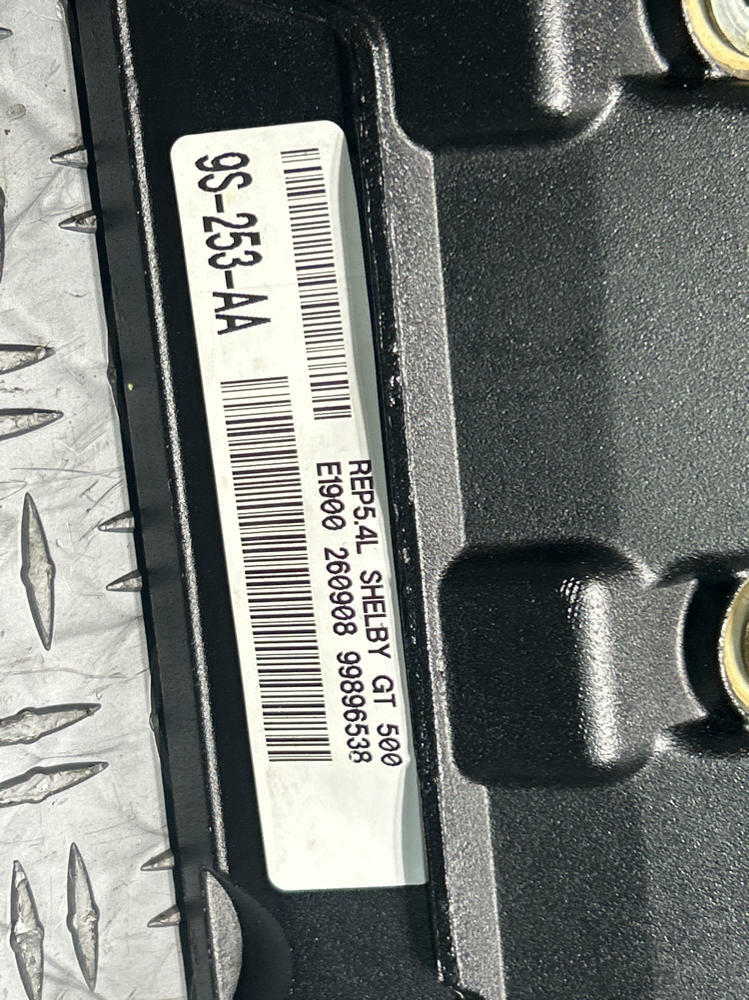 9S-253-AA
REP5.4L SHELBY GT 500
E1900 260908 99896538